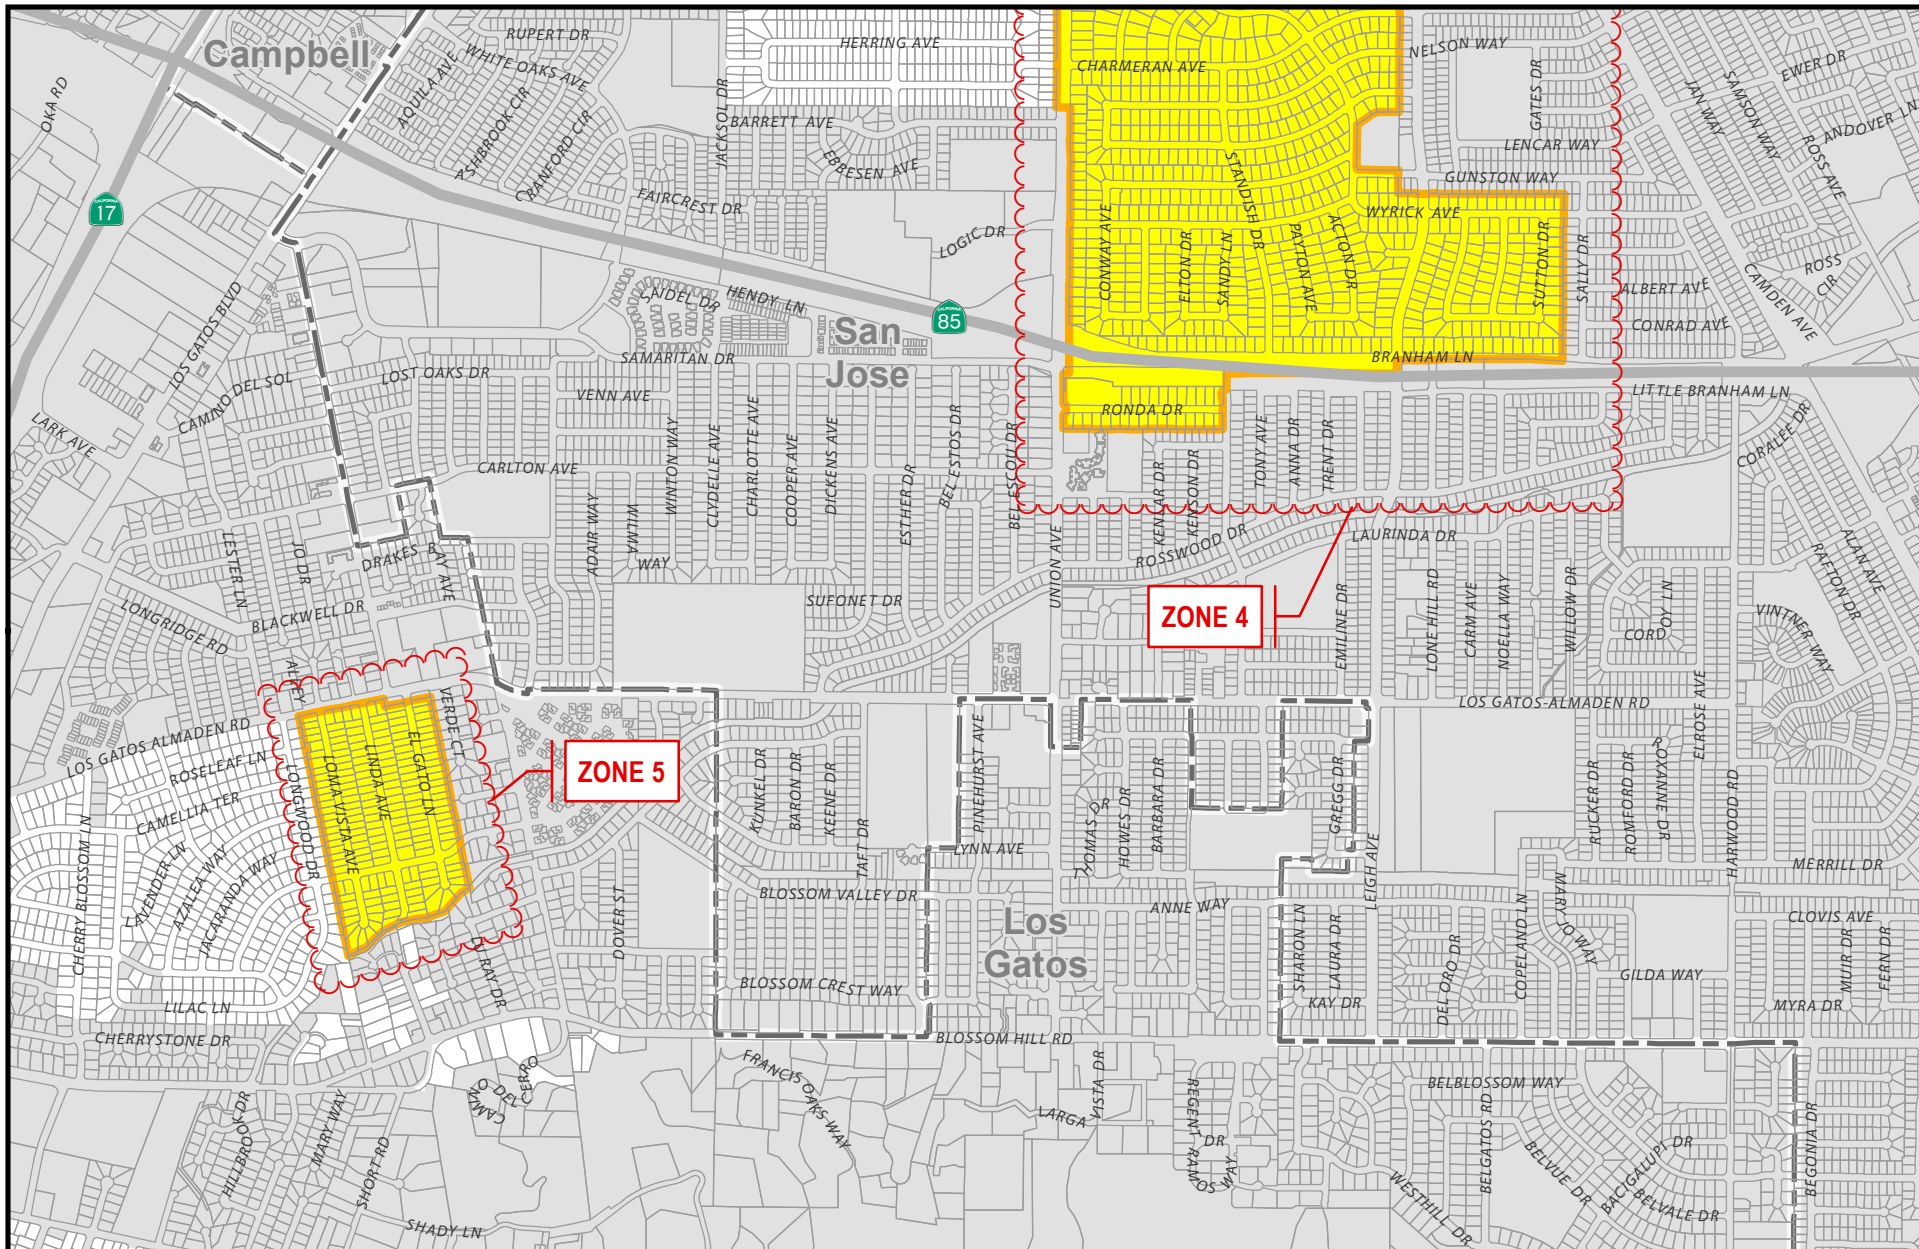 Campbell
RUPERT DR
WHITE OAKS AVE
AQUILA AVE
ASHBROOK CIR
CRANFORD CIR
OKA RD
JACKSOL DR
HERRING AVE
BARRETT AVE
EBBESEN AVE
FAIRCREST DR
LOGIC DR
CHARMERAN AVE
NELSON WAY
GATES DR
LENCAR WAY
GUNSTON WAY
JAN WAY
SAMSON WAY
EWER DR
ANDOVER LN
ROSS AVE
CALIFORNIA
17
STANDISH DR
CONWAY AVE
ELTON DR
SANDY LN
PAYTON AVE
ACTON DR
WYRICK AVE
SUTTON DR
SALLY DR
ROSS
CIR
ALBERT AVE
CAMDEN AVE
CONRAD AVE
BRANHAM LN
LITTLE BRANHAM LN
LOS GATOS BLVD
SAIDEL DR
HENDY LN
San
Jose
CALIFORNIA
85
SAMARITAN DR
LOST OAKS DR
CAMINO DEL SOL
LARK AVE
VENN AVE
CARLTON AVE
WINTON WAY
CLYDELLE AVE
CHARLOTTE AVE
COOPER AVE
DICKENS AVE
ESTHER DR
BEL ESTOS DR
BEL ESCOU DR
RONDA DR
TONY AVE
ANNA DR
TRENT DR
KENLAR DR
KENSON DR
CORALEE DR
ADAIR WAY
WILMA
WAY
LESTER LN
JO DR
DRAKES BAY AVE
UNION AVE
ROSSWOOD DR
LAURINDA DR
ALAN AVE
RAFTON DR
SUFONET DR
BLACKWELL DR
LONGRIDGE RD
ZONE 4
EMILINE DR
LONE HILL RD
CARM AVE
NOELLA WAY
WILLOW DR
CORD
LOY LN
VINTNER WAY
ALVEY
VERDE CT
LOS GATOS-ALMADEN RD
ELROSE AVE
LOS GATOS ALMADEN RD
ROSELEAF LN
CAMELLIA TER
LONGWOOD DR
LOMA VISTA AVE
LINDA AVE
EL GATO LN
ZONE 5
KUNKEL DR
BARON DR
KEENE DR
TAFT DR
PINEHURST AVE
LYNN AVE
THOMAS DR
HOWES DR
BARBARA DR
GREGG DR
LEIGH AVE
RUCKER DR
ROMFORD DR
ROXANNE DR
HARWOOD RD
MERRILL DR
CHERRY BLOSSOM LN
LAVENDER LN
AZALEA WAY
JACARANDA WAY
DOVER ST
BLOSSOM VALLEY DR
Los
Gatos
ANNE WAY
SHARON LN
LAURA DR
DEL ORO DR
COPELAND LN
MARY JO WAY
CLOVIS AVE
GILDA WAY
MUIR DR
FERN DR
DU RAY DR
BLOSSOM CREST WAY
KAY DR
MYRA DR
LILAC LN
CHERRYSTONE DR
BLOSSOM HILL RD
FRANCIS OAKS WAY
CAMINO DEL
CERRO
LARGA
VISTA DR
REGENT DR
RAMOS WAY
BELBLOSSOM WAY
BELGATOS RD
BELVUE DR
BACIGALUPI DR
BELVALE DR
BEGONIA DR
WESTHILL DR
HILLBROOK DR
MARY WAY
SHORT RD
SHADY LN